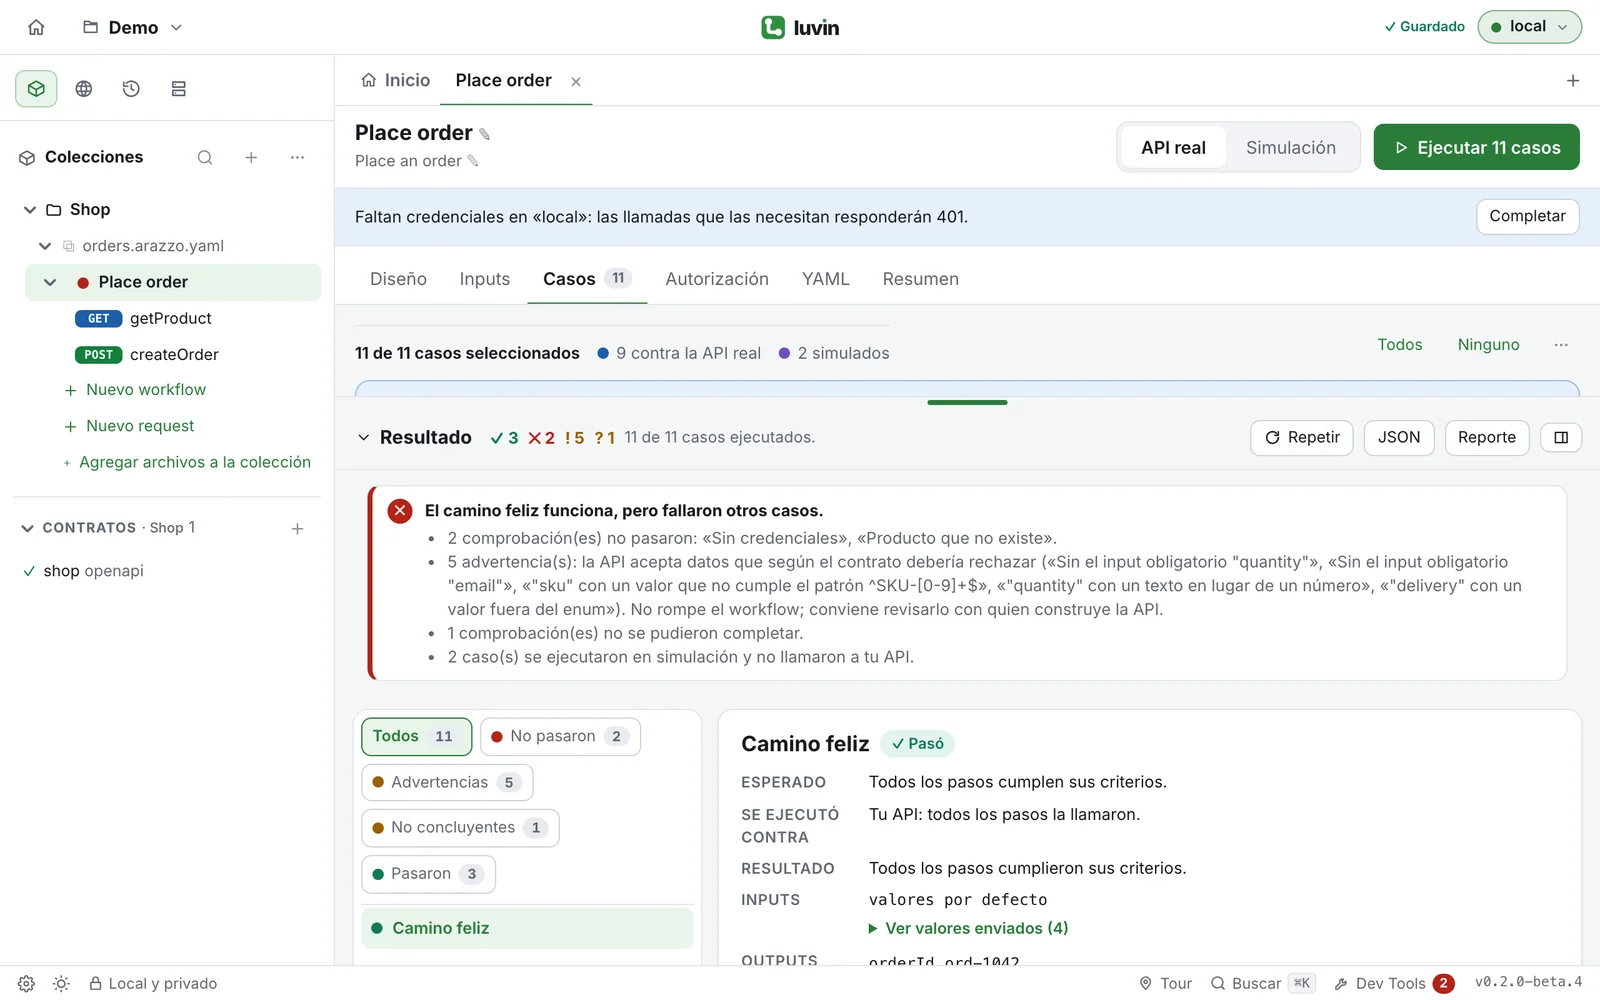 Demo
luvin
Guardado
local
Inicio
Place order
Colecciones
Shop
orders.arazzo.yaml
Place order
GET getProduct
POST createOrder
Nuevo workflow
Nuevo request
Agregar archivos a la colección
CONTRATOS · Shop 1
shop openapi
Place order
Place an order
API real
Simulación
Ejecutar 11 casos
Faltan credenciales en «local»: las llamadas que las necesitan responderán 401.
Completar
Diseño
Inputs
Casos 11
Autorización
YAML
Resumen
11 de 11 casos seleccionados
9 contra la API real
2 simulados
Todos
Ninguno
Resultado
3
2
! 5
? 1
11 de 11 casos ejecutados.
Repetir
JSON
Reporte
El camino feliz funciona, pero fallaron otros casos.
• 2 comprobación(es) no pasaron: «Sin credenciales», «Producto que no existe».
• 5 advertencia(s): la API acepta datos que según el contrato debería rechazar («Sin el input obligatorio "quantity"», «Sin el input obligatorio
"email"», «"sku" con un valor que no cumple el patrón ^SKU-[0-9]+$», «"quantity" con un texto en lugar de un número», «"delivery" con un
valor fuera del enum»). No rompe el workflow; conviene revisarlo con quien construye la API.
• 1 comprobación(es) no se pudieron completar.
• 2 caso(s) se ejecutaron en simulación y no llamaron a tu API.
Todos 11
No pasaron 2
Advertencias 5
No concluyentes 1
Pasaron 3
Camino feliz
Camino feliz
Pasó
ESPERADO
Todos los pasos cumplen sus criterios.
SE EJECUTÓ
CONTRA
Tu API: todos los pasos la llamaron.
RESULTADO
Todos los pasos cumplieron sus criterios.
INPUTS
valores por defecto
Ver valores enviados (4)
OUTPUTS
orderId ord-1042
Local y privado
Tour
Buscar ⌘K
Dev Tools 2
v0.2.0-beta.4